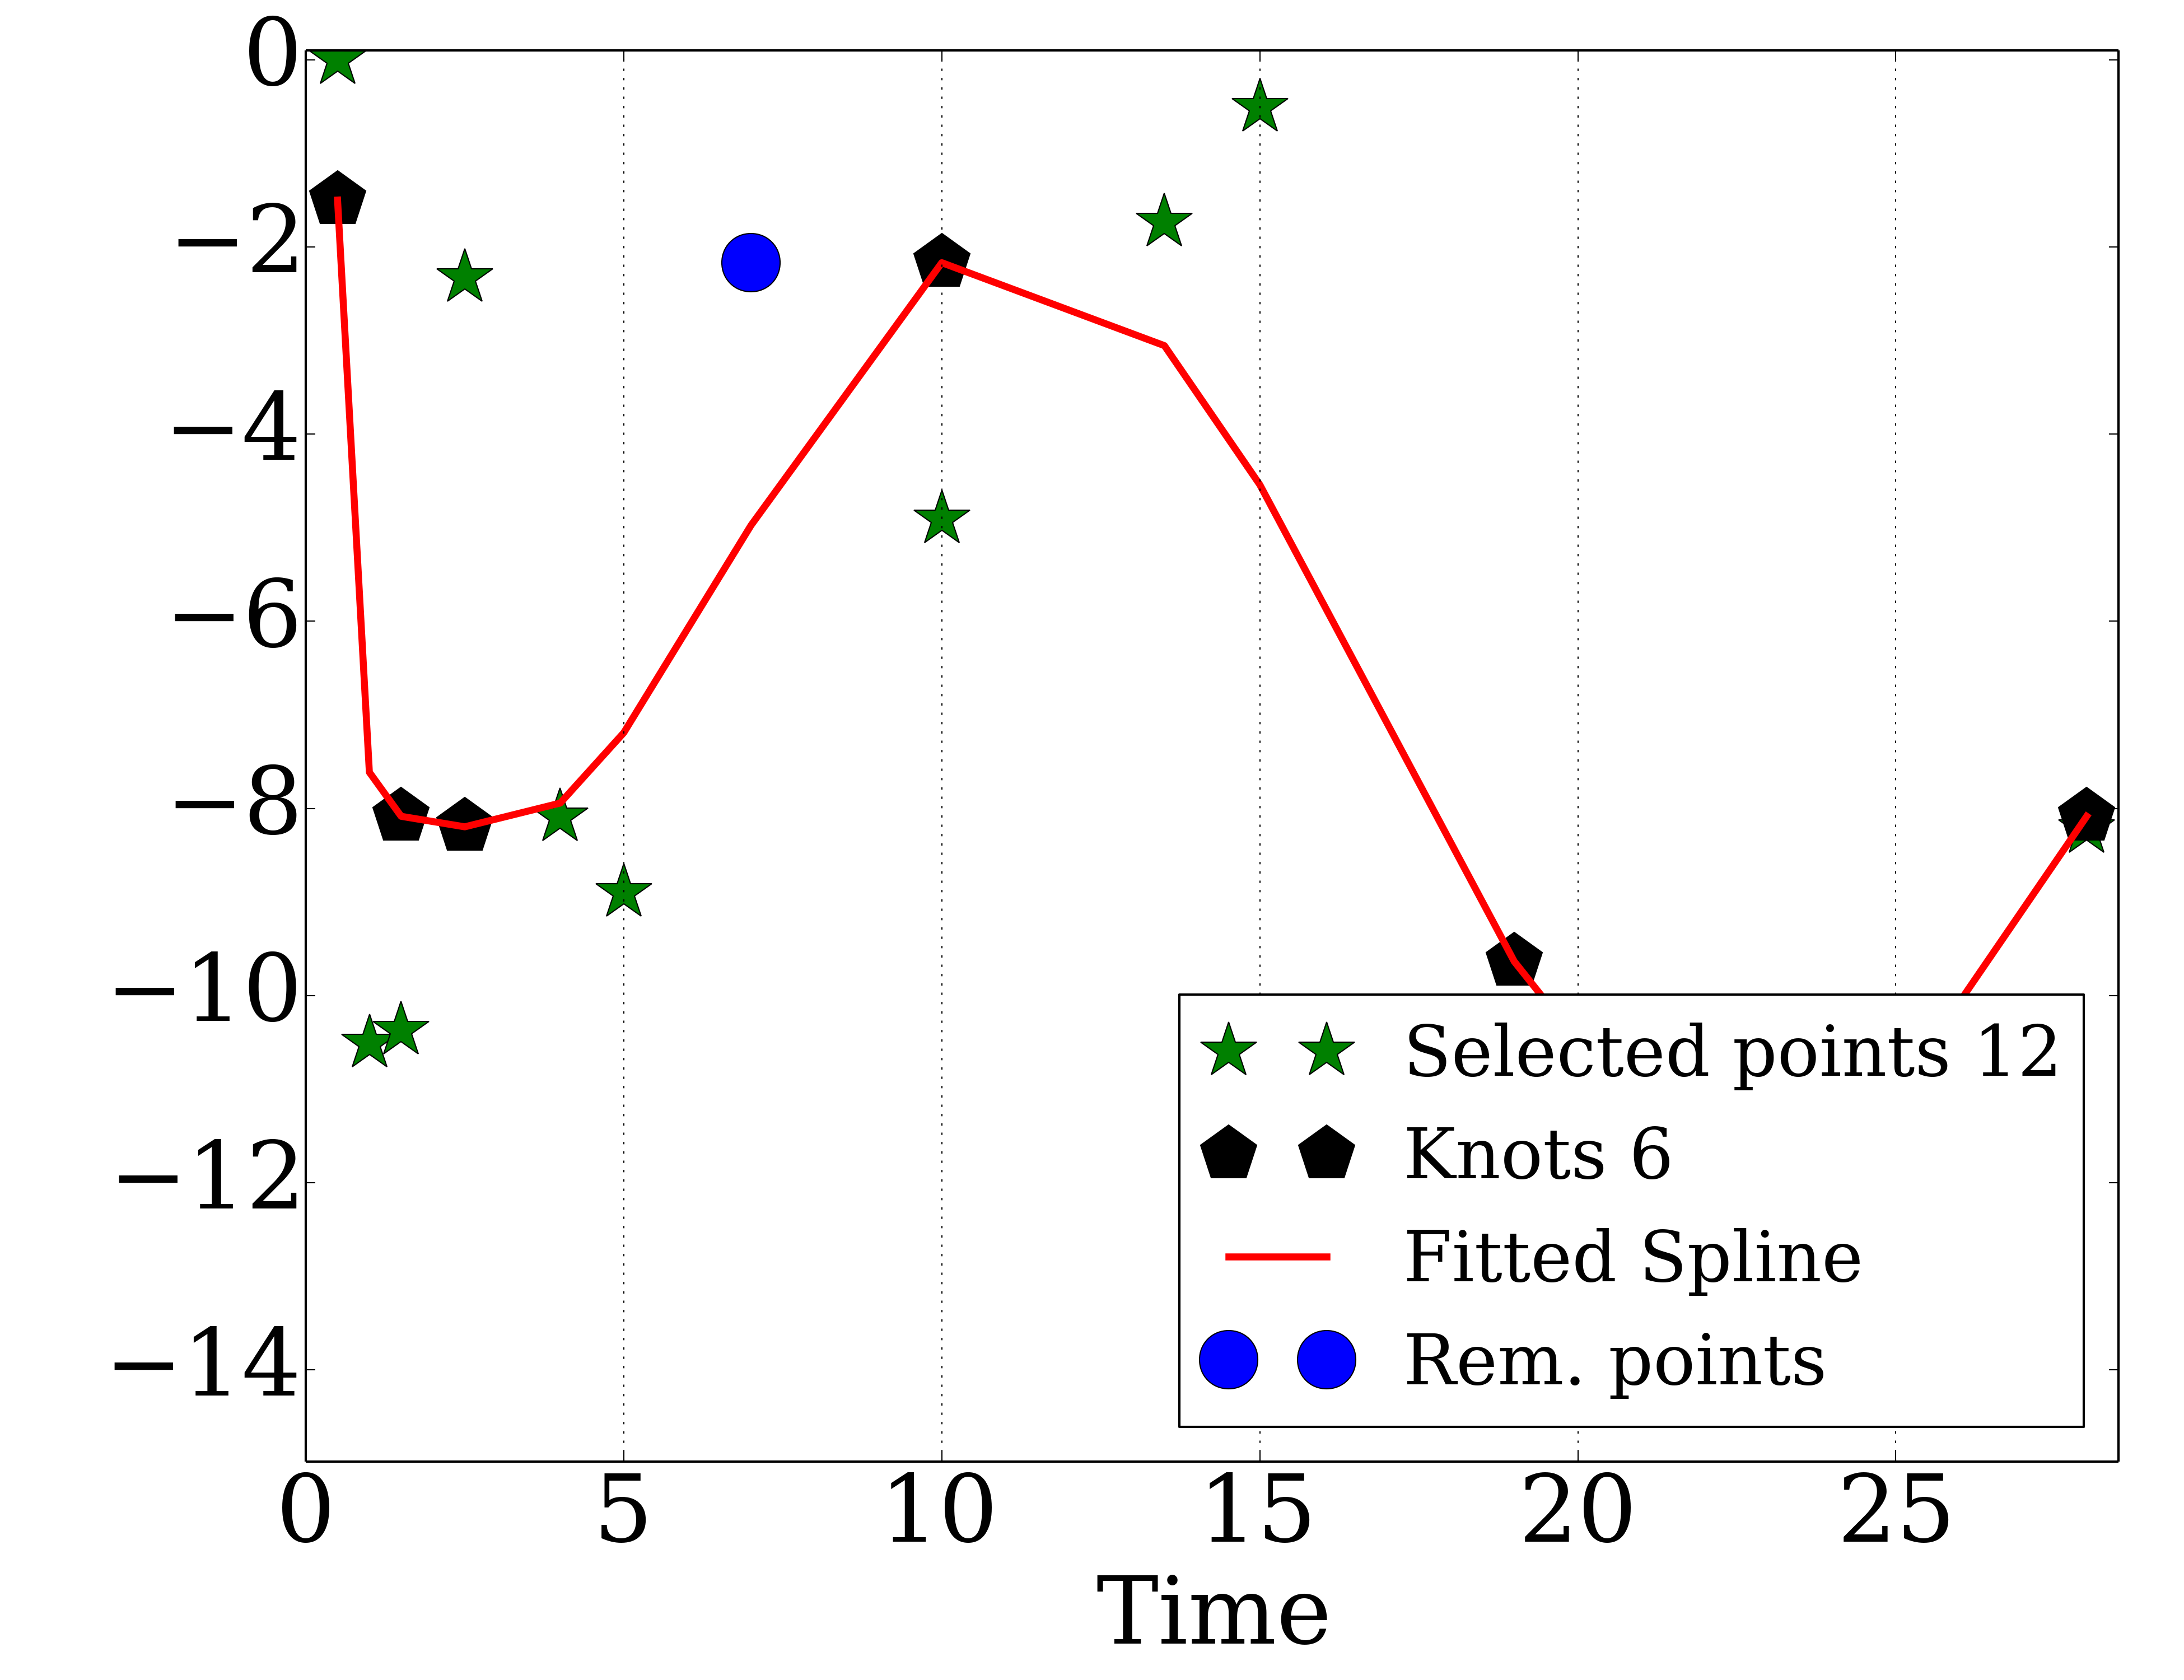 0
−2
−4
−6
−8
−10
−12
−14
Selected points 12
Knots 6
Fitted Spline
Rem. points
0 5 10 15 20 25
Time